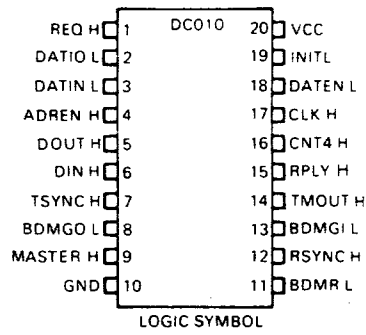 REQ H 1 DC010 20 VCC
DATIO L 2 19 INITL
DATIN L 3 18 DATEN L
ADREN H 4 17 CLK H
DOUT H 5 16 CNT4 H
DIN H 6 15 RPLY H
TSYNC H 7 14 TMOUT H
BDMGO L 8 13 BDMGI L
MASTER H 9 12 RSYNC H
GND 10 11 BDMR L
LOGIC SYMBOL